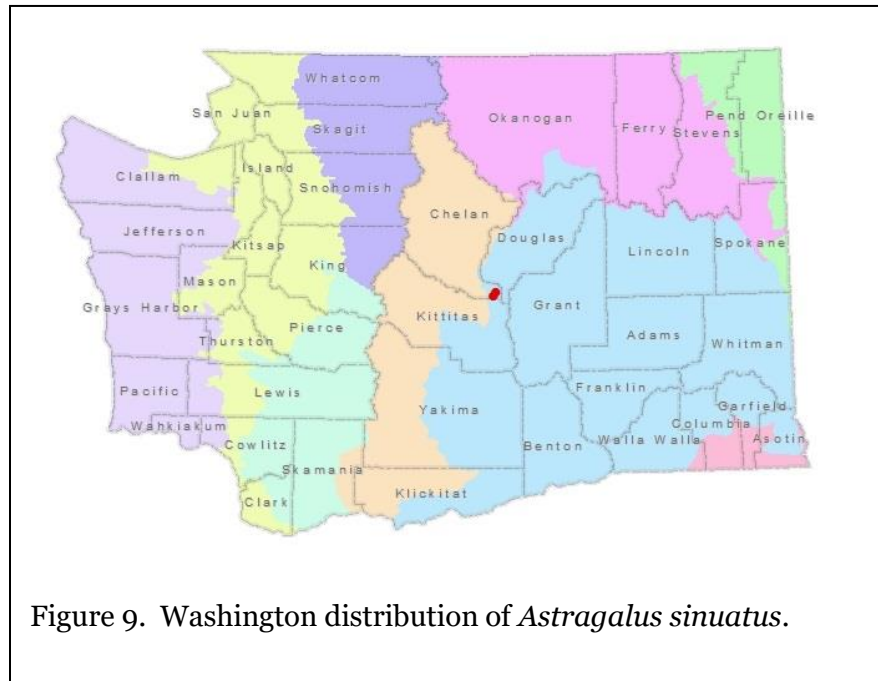 Whatcom
San Juan
Skagit
Okanogan
Ferry
Stevens
Pend Oreille
Island
Clallam
Snohomish
Chelan
Jefferson
Kitsap
Douglas
Lincoln
Spokane
King
Mason
Grays Harbor
Kittitas
Grant
Pierce
Adams
Whitman
Thurston
Pacific
Lewis
Yakima
Franklin
Garfield
Wahkiakum
Columbia
Cowlitz
Benton
Walla Walla
Asotin
Skamania
Klickitat
Clark
Figure 9.  Washington distribution of Astragalus sinuatus.